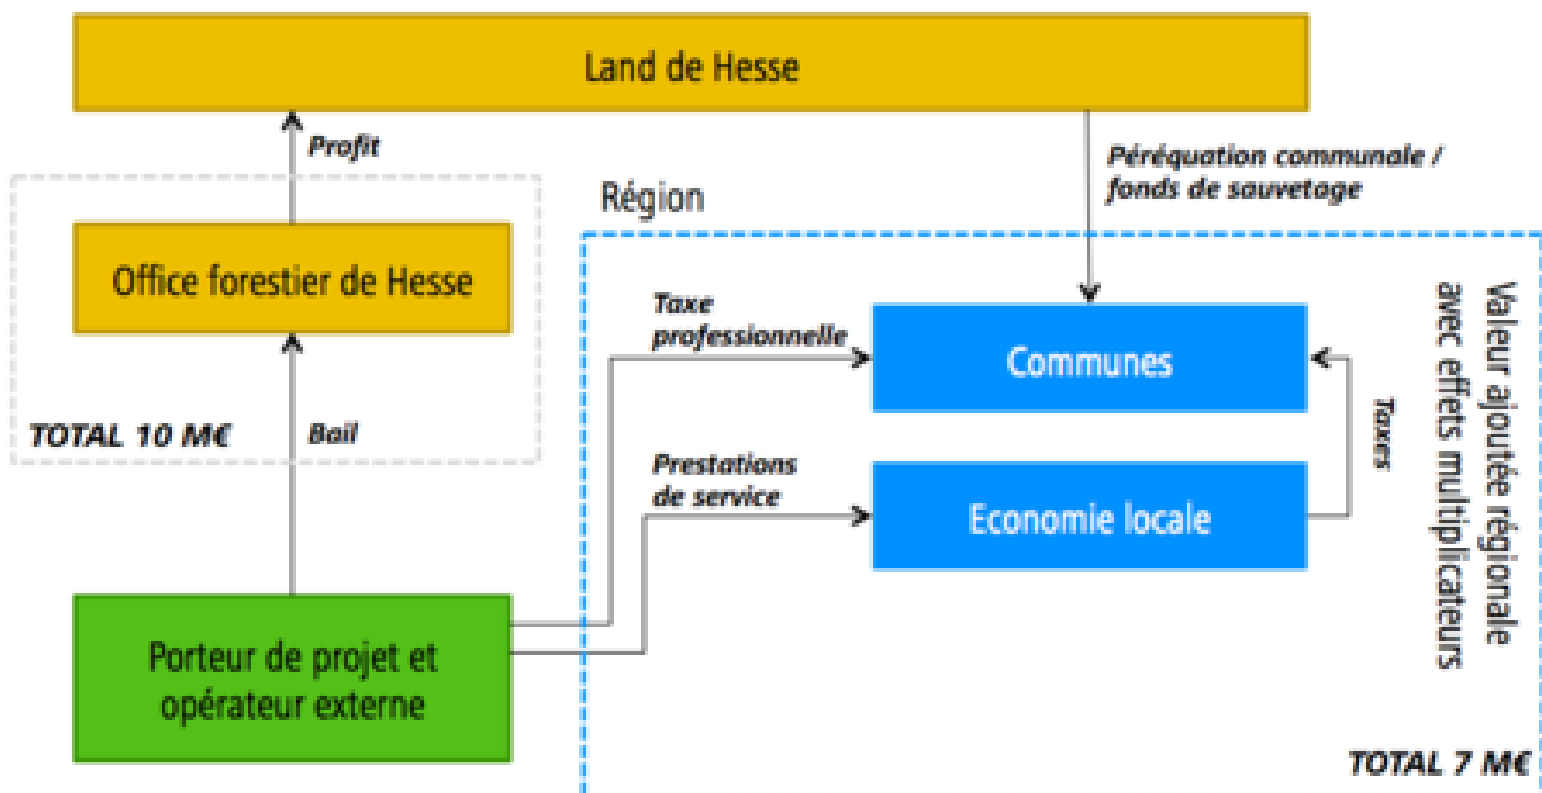 Land de Hesse
Profit
Péréquation communale /
fonds de sauvetage
Région
Office forestier de Hesse
TOTAL 10 M€
Bail
Taxe
professionnelle
Communes
Taxes
Prestations
de service
Economie locale
Valeur ajoutée régionale
avec effets multiplicateurs
Porteur de projet et
opérateur externe
TOTAL 7 M€